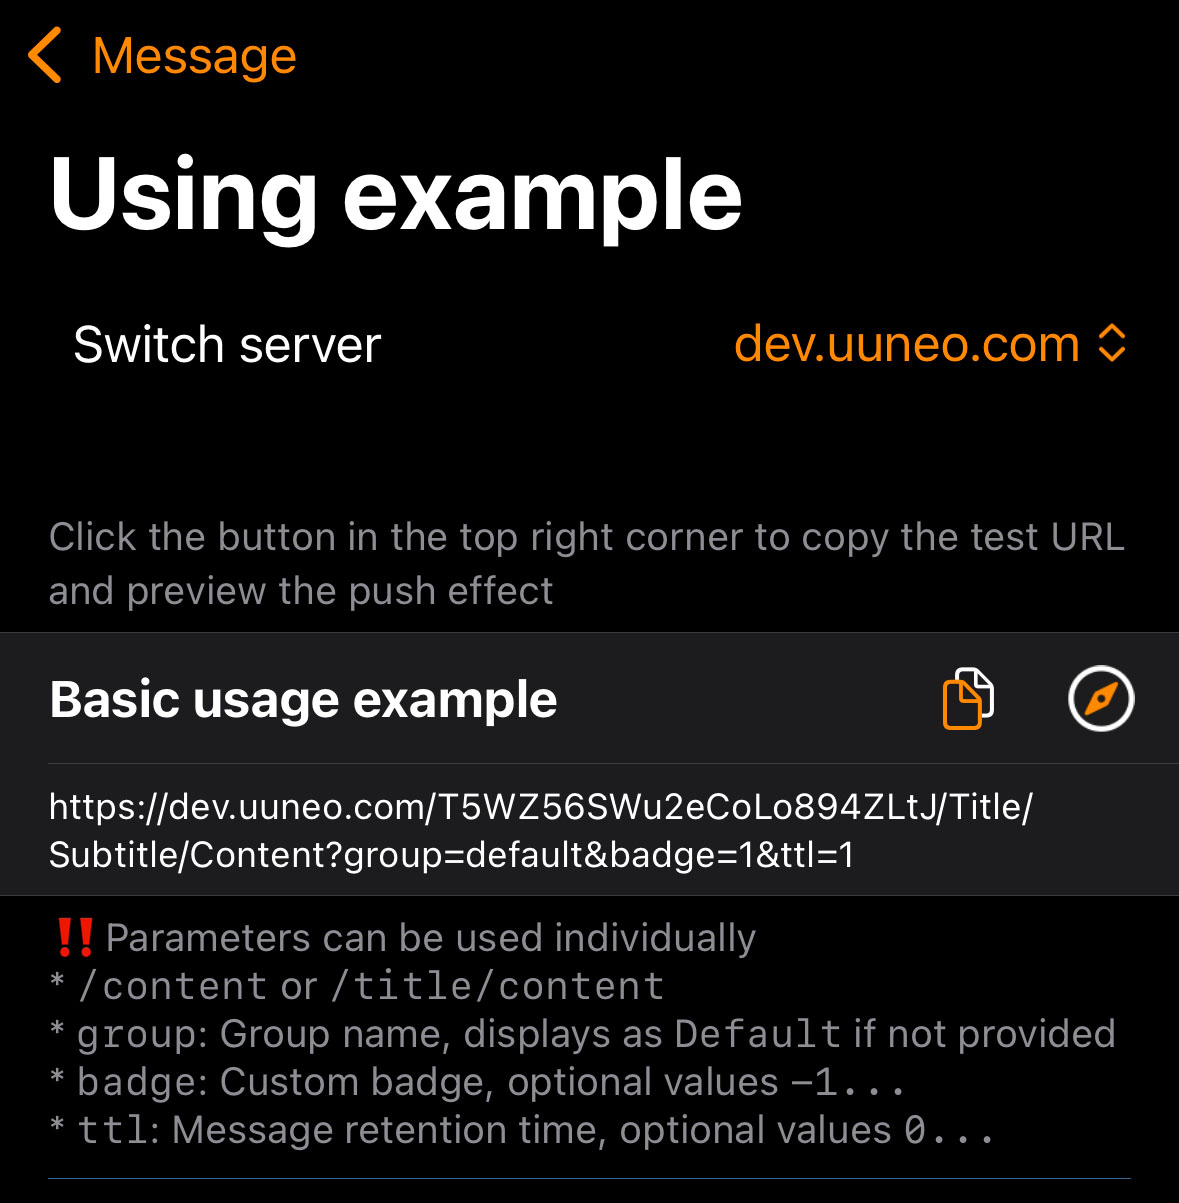 Message
Using example
Switch server
dev.uuneo.com
Click the button in the top right corner to copy the test URL
and preview the push effect
Basic usage example
https://dev.uuneo.com/T5WZ56SWu2eCoLo894ZLtJ/Title/
Subtitle/Content?group=default&badge=1&ttl=1
‼️Parameters can be used individually
* /content or /title/content
* group: Group name, displays as Default if not provided
* badge: Custom badge, optional values −1...
* ttl: Message retention time, optional values 0...